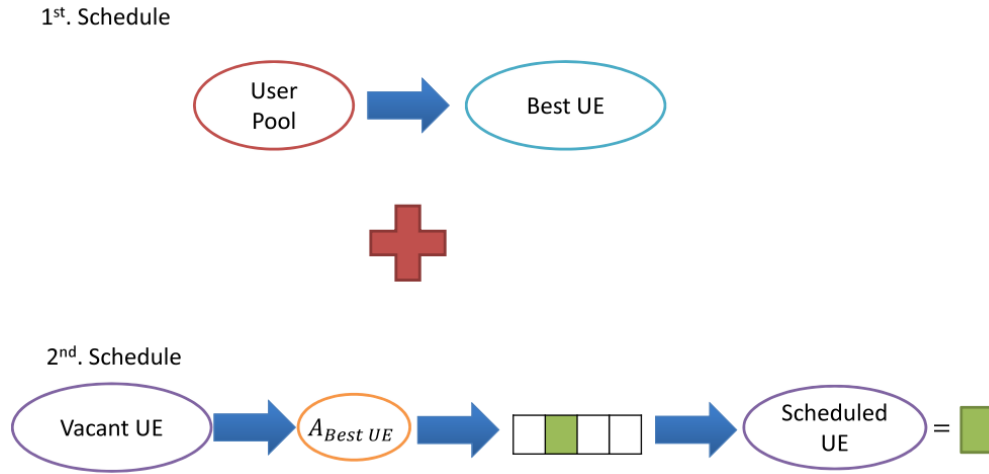 1st. Schedule
User
Pool
Best UE
2nd. Schedule
Vacant UE
A_Best UE
Scheduled
UE
=